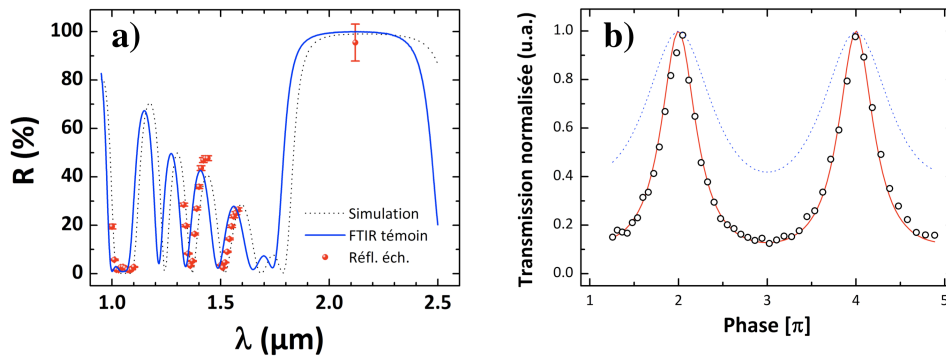 a)
R (%)
100
80
60
40
20
0
Simulation
FTIR témoin
Réfl. éch.
1.0 1.5 2.0 2.5
λ (µm)
b)
Transmission normalisée (u.a.)
1.0
0.8
0.6
0.4
0.2
0.0
1 2 3 4 5
Phase [π]